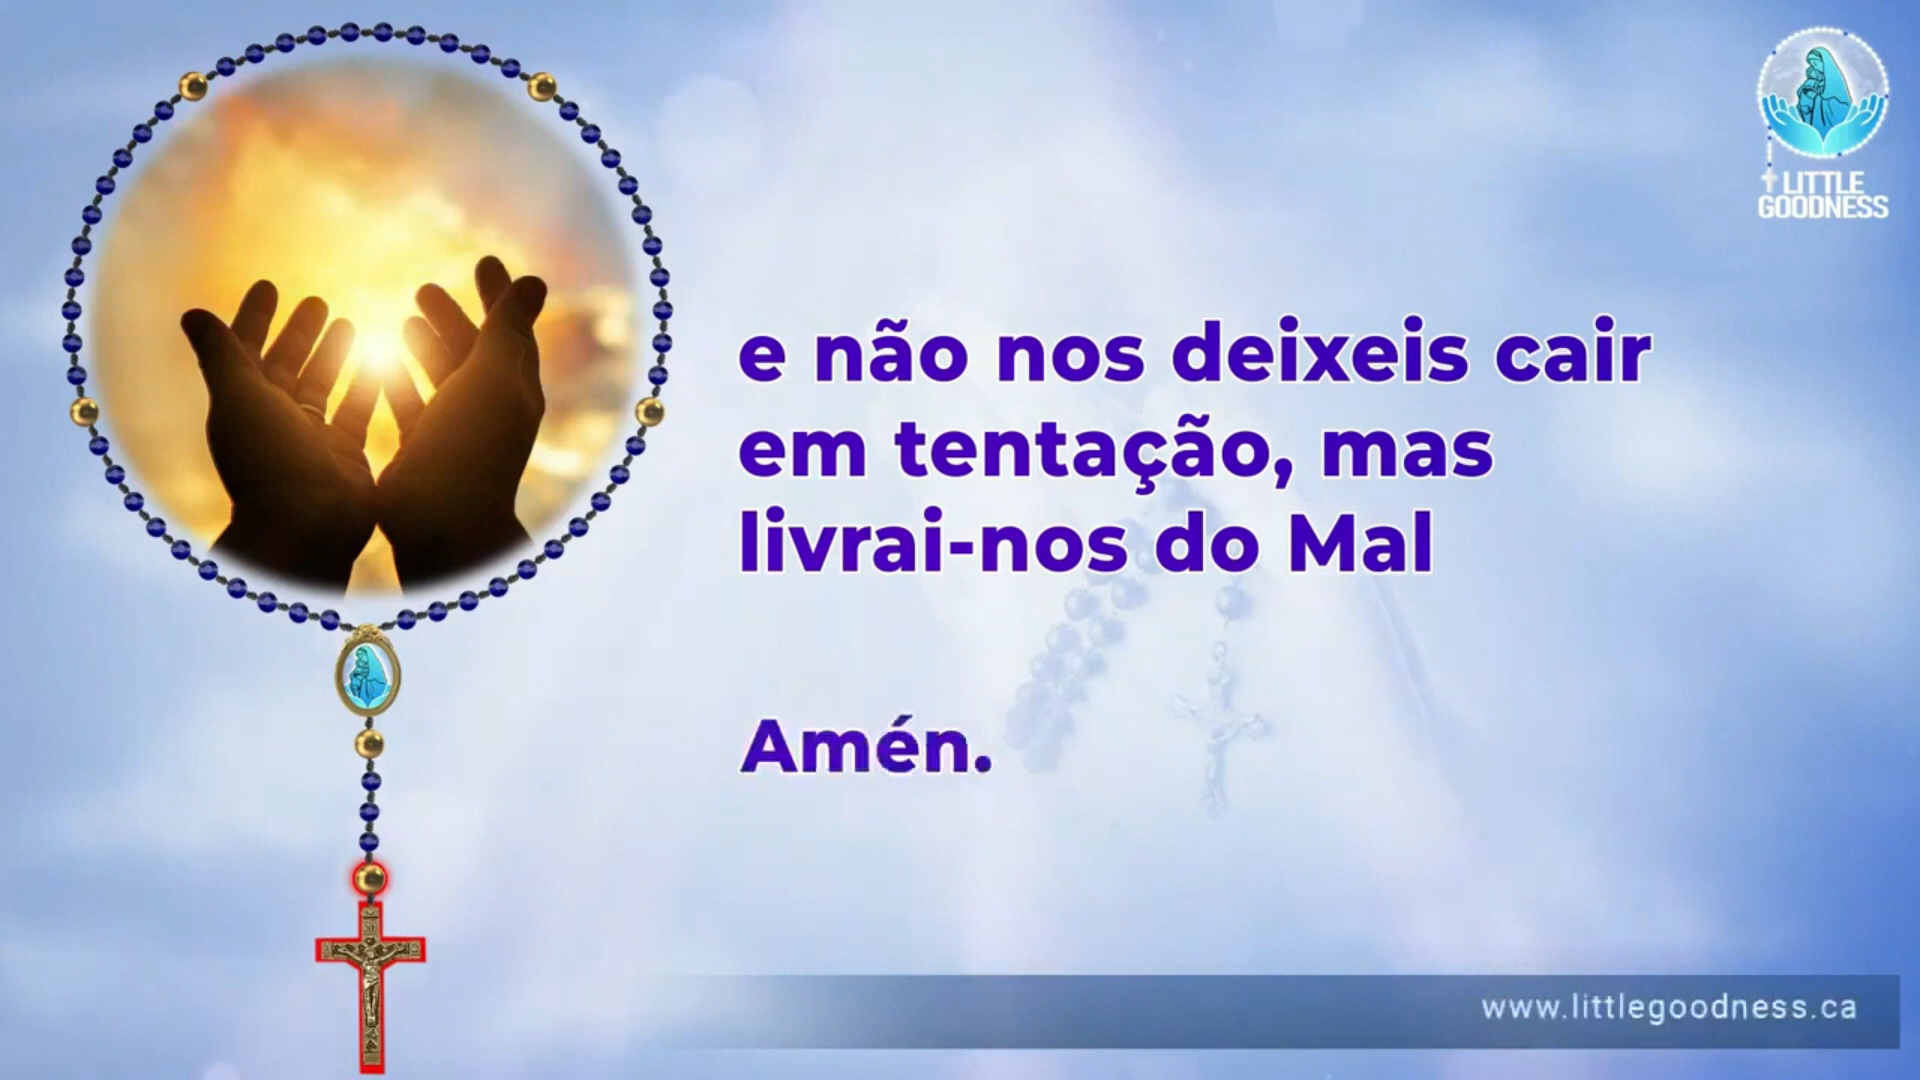 LITTLE
GOODNESS
e não nos deixeis cair
em tentação, mas
livrai-nos do Mal
Amén.
www.littlegoodness.ca